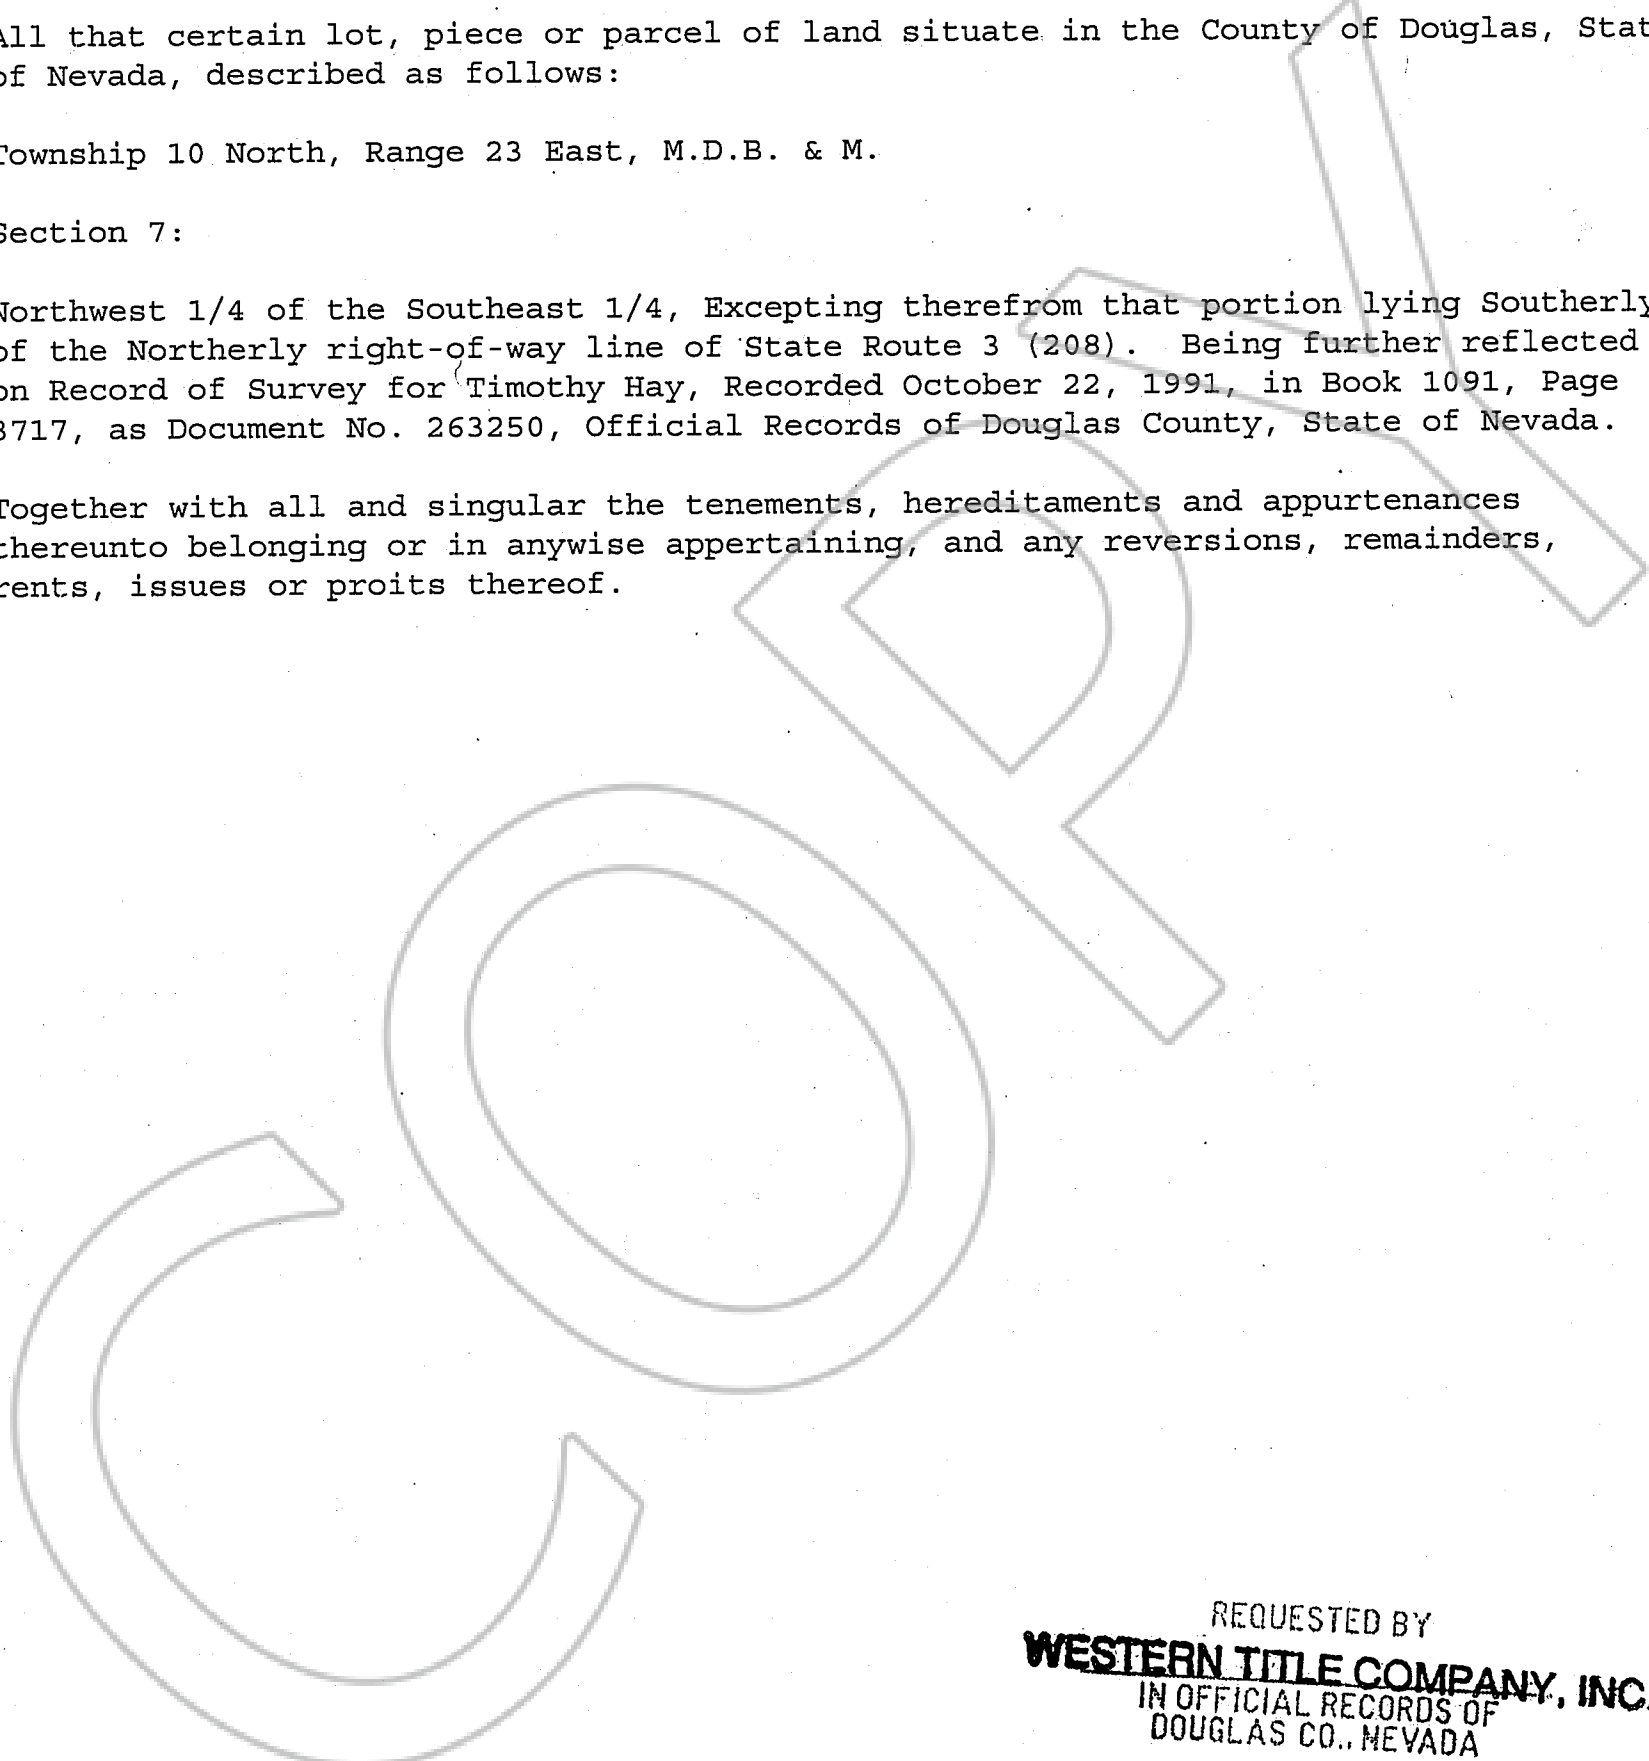 All that certain lot, piece or parcel of land situate in the County of Douglas, Stat
of Nevada, described as follows:
Township 10 North, Range 23 East, M.D.B. & M.
Section 7:
Northwest 1/4 of the Southeast 1/4, Excepting therefrom that portion lying Southerly
of the Northerly right-of-way line of State Route 3 (208). Being further reflected
on Record of Survey for Timothy Hay, Recorded October 22, 1991, in Book 1091, Page
3717, as Document No. 263250, Official Records of Douglas County, State of Nevada.
Together with all and singular the tenements, hereditaments and appurtenances
thereunto belonging or in anywise appertaining, and any reversions, remainders,
rents, issues or proits thereof.
COPY
REQUESTED BY
WESTERN TITLE COMPANY, INC.
IN OFFICIAL RECORDS OF
DOUGLAS CO., NEVADA